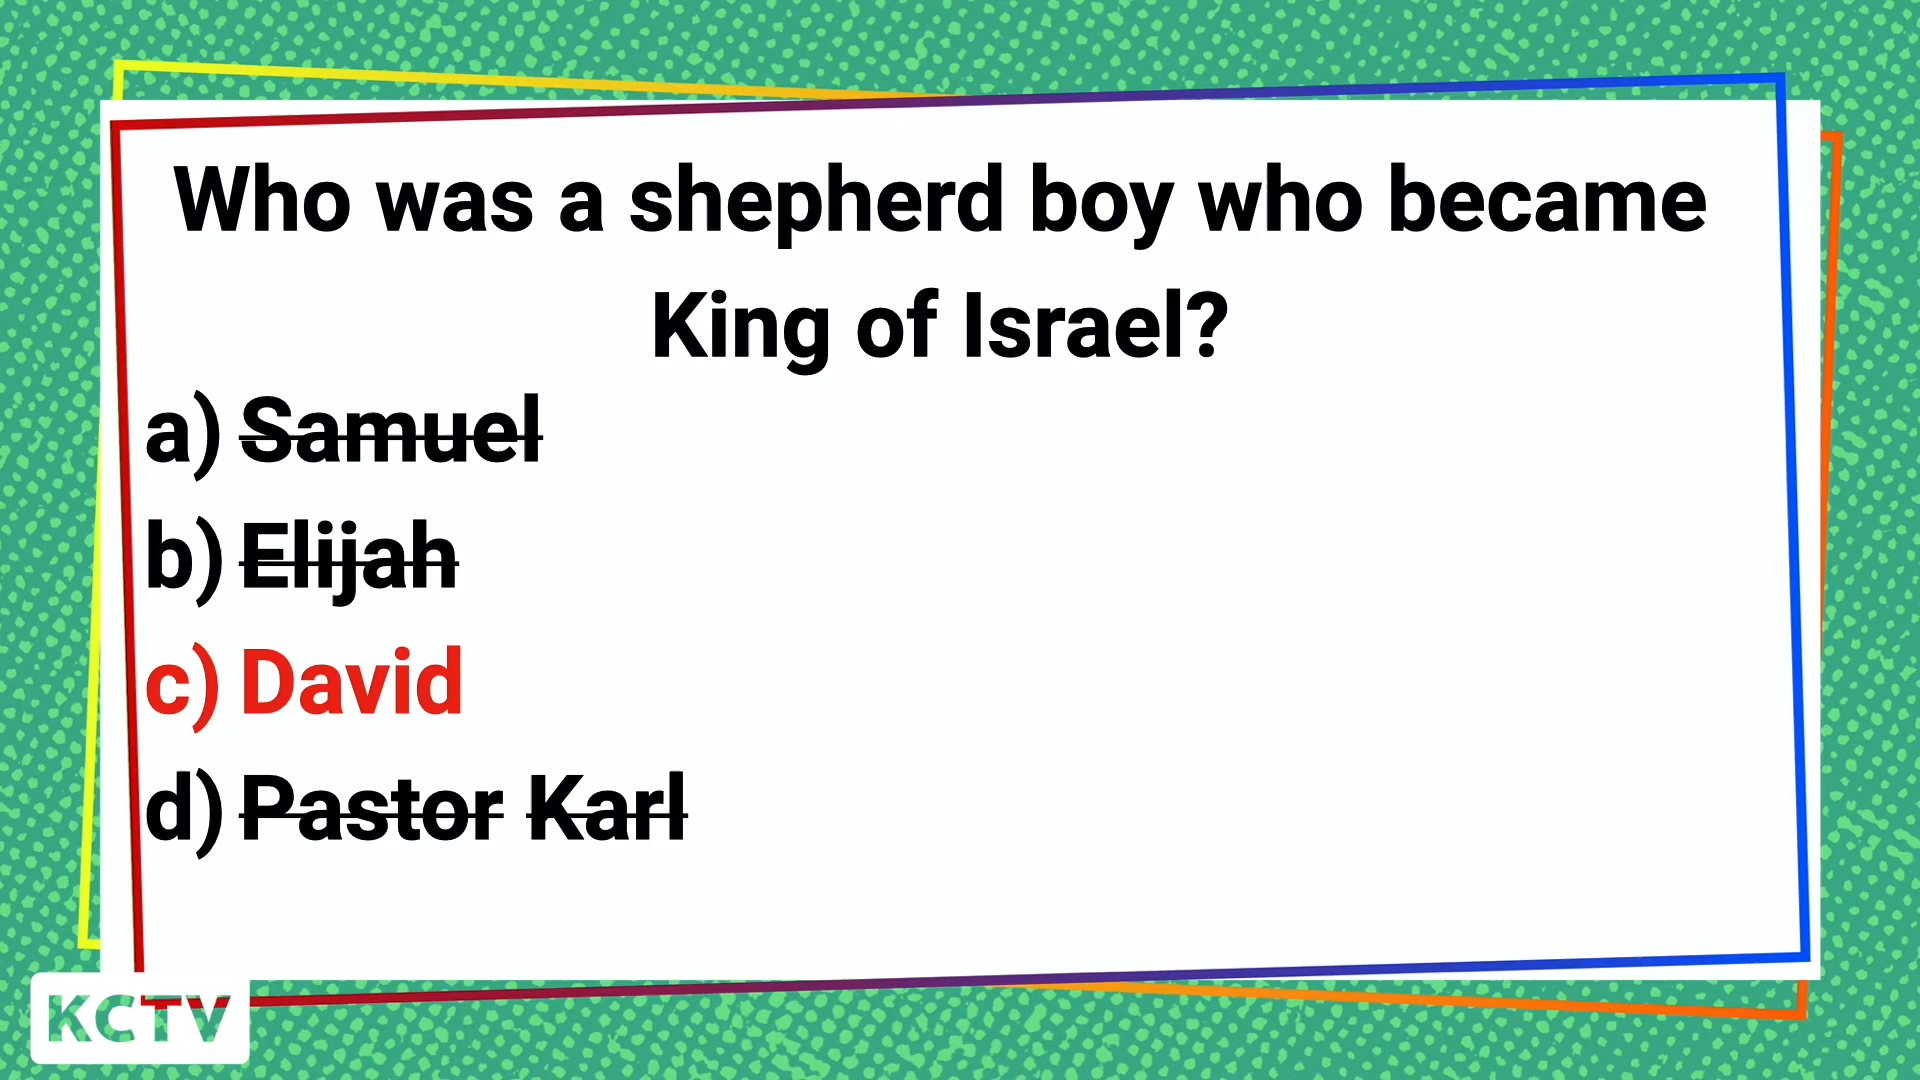 Who was a shepherd boy who became
King of Israel?
a) Samuel
b) Elijah
c) David
d) Pastor Karl
KCTV